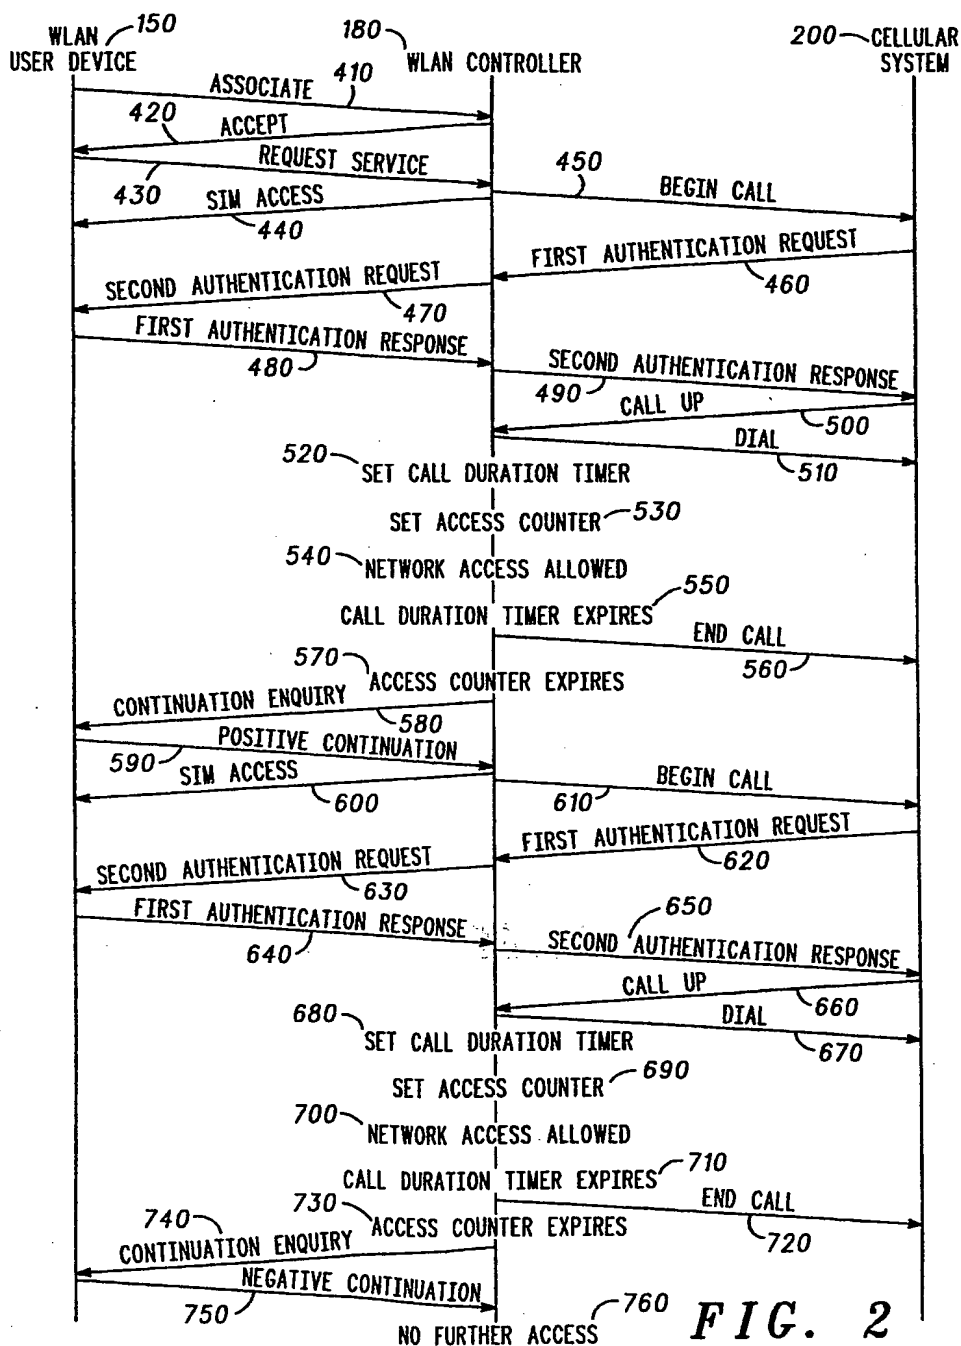 WLAN USER DEVICE 150
180 WLAN CONTROLLER
200 CELLULAR SYSTEM
ASSOCIATE 410
420 ACCEPT
430 REQUEST SERVICE
SIM ACCESS 440
450 BEGIN CALL
FIRST AUTHENTICATION REQUEST 460
SECOND AUTHENTICATION REQUEST 470
FIRST AUTHENTICATION RESPONSE 480
SECOND AUTHENTICATION RESPONSE 490
CALL UP 500
DIAL 510
520 SET CALL DURATION TIMER
SET ACCESS COUNTER 530
540 NETWORK ACCESS ALLOWED
CALL DURATION TIMER EXPIRES 550
END CALL 560
570 ACCESS COUNTER EXPIRES
CONTINUATION ENQUIRY 580
590 POSITIVE CONTINUATION
SIM ACCESS 600
610 BEGIN CALL
FIRST AUTHENTICATION REQUEST 620
SECOND AUTHENTICATION REQUEST 630
FIRST AUTHENTICATION RESPONSE 640
650 SECOND AUTHENTICATION RESPONSE
CALL UP 660
DIAL 670
680 SET CALL DURATION TIMER
SET ACCESS COUNTER 690
700 NETWORK ACCESS ALLOWED
CALL DURATION TIMER EXPIRES 710
END CALL 720
730 ACCESS COUNTER EXPIRES
740 CONTINUATION ENQUIRY
750 NEGATIVE CONTINUATION
NO FURTHER ACCESS 760
FIG. 2